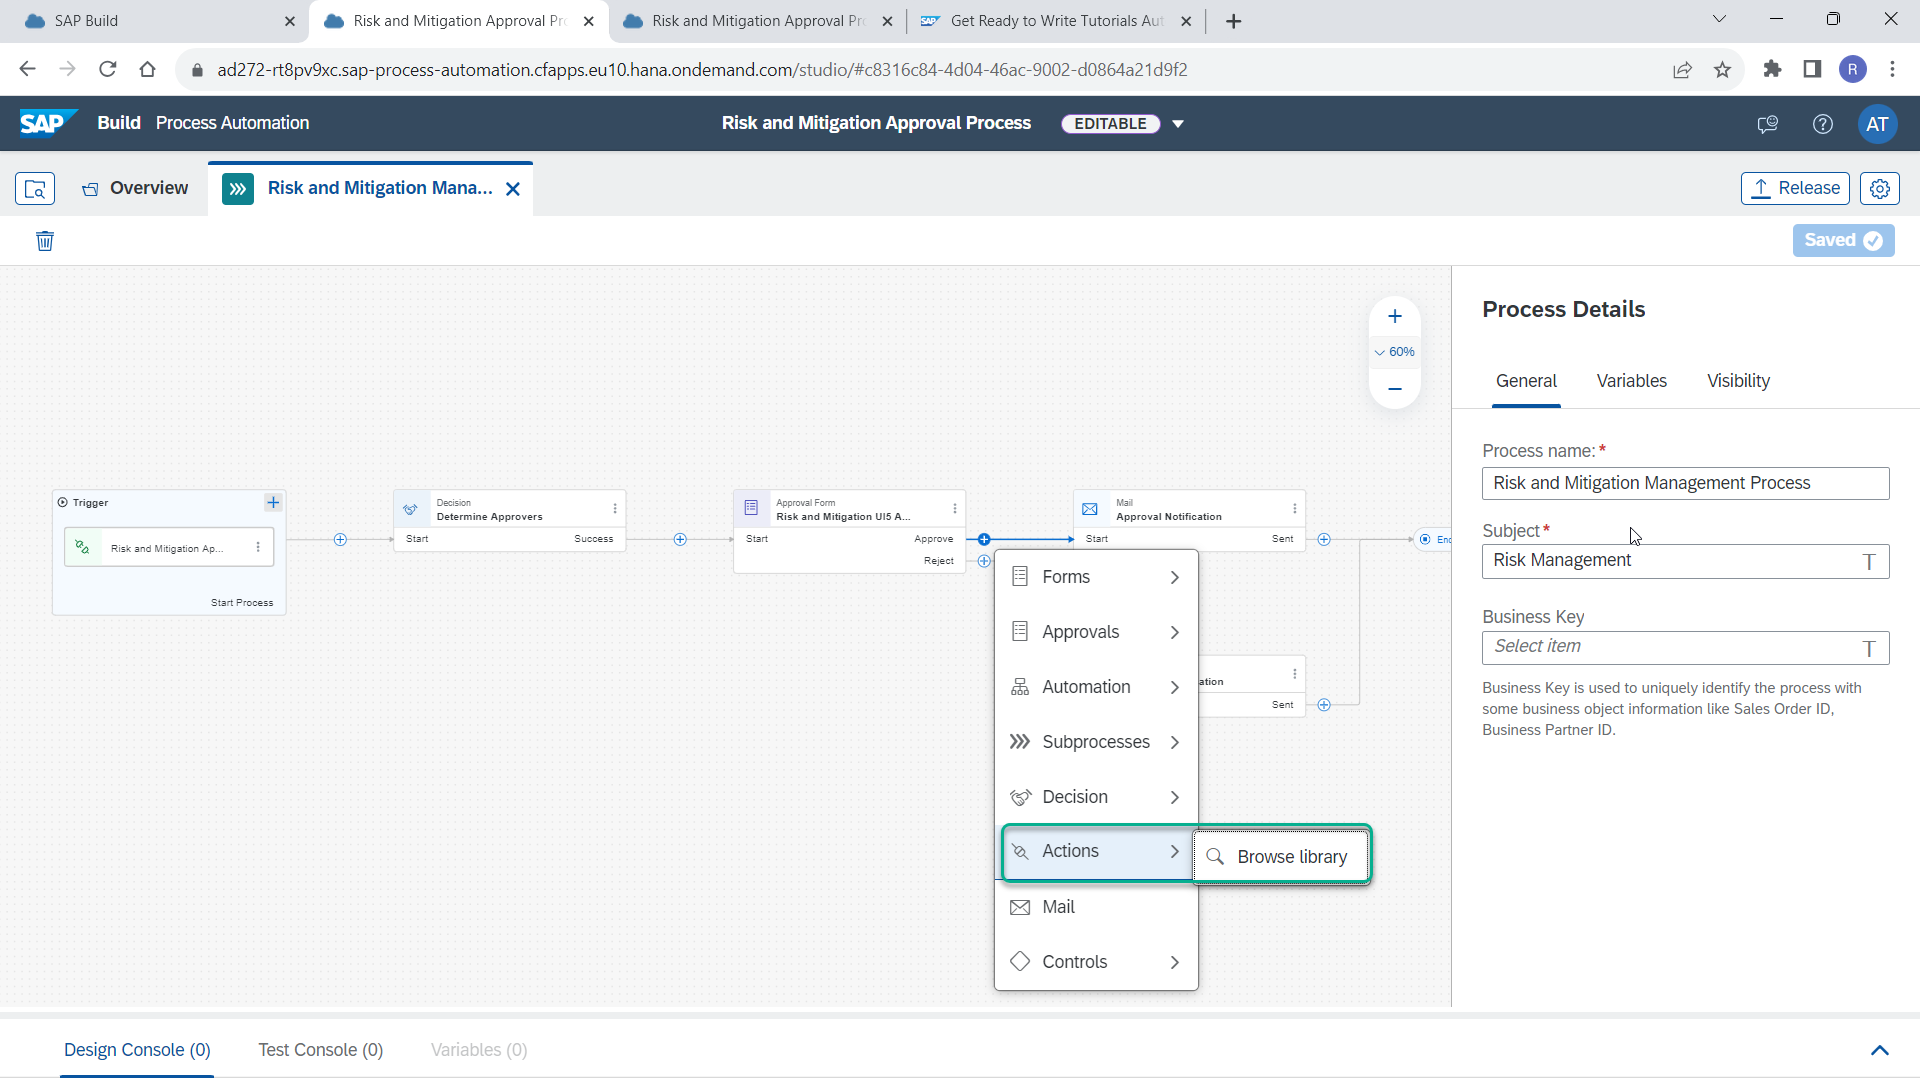 SAP Build
Risk and Mitigation Approval Pr
Risk and Mitigation Approval Pro
SAP
Get Ready to Write Tutorials Aut
ad272-rt8pv9xc.sap-process-automation.cfapps.eu10.hana.ondemand.com/studio/#c8316c84-4d04-46ac-9002-d0864a21d9f2
R
SAP Build Process Automation
Risk and Mitigation Approval Process
EDITABLE
AT
Overview
Risk and Mitigation Mana...
Release
Saved
60%
Trigger
Risk and Mitigation Ap...
Start Process
Decision
Determine Approvers
Start
Success
Approval Form
Risk and Mitigation UI5 A...
Start
Approve
Reject
Mail
Approval Notification
Start
Sent
ation
Sent
Forms
Approvals
Automation
Subprocesses
Decision
Actions
Browse library
Mail
Controls
Process Details
General
Variables
Visibility
Process name:*
Risk and Mitigation Management Process
Subject*
Risk Management
Business Key
Select item
Business Key is used to uniquely identify the process with
some business object information like Sales Order ID,
Business Partner ID.
Design Console (0)
Test Console (0)
Variables (0)